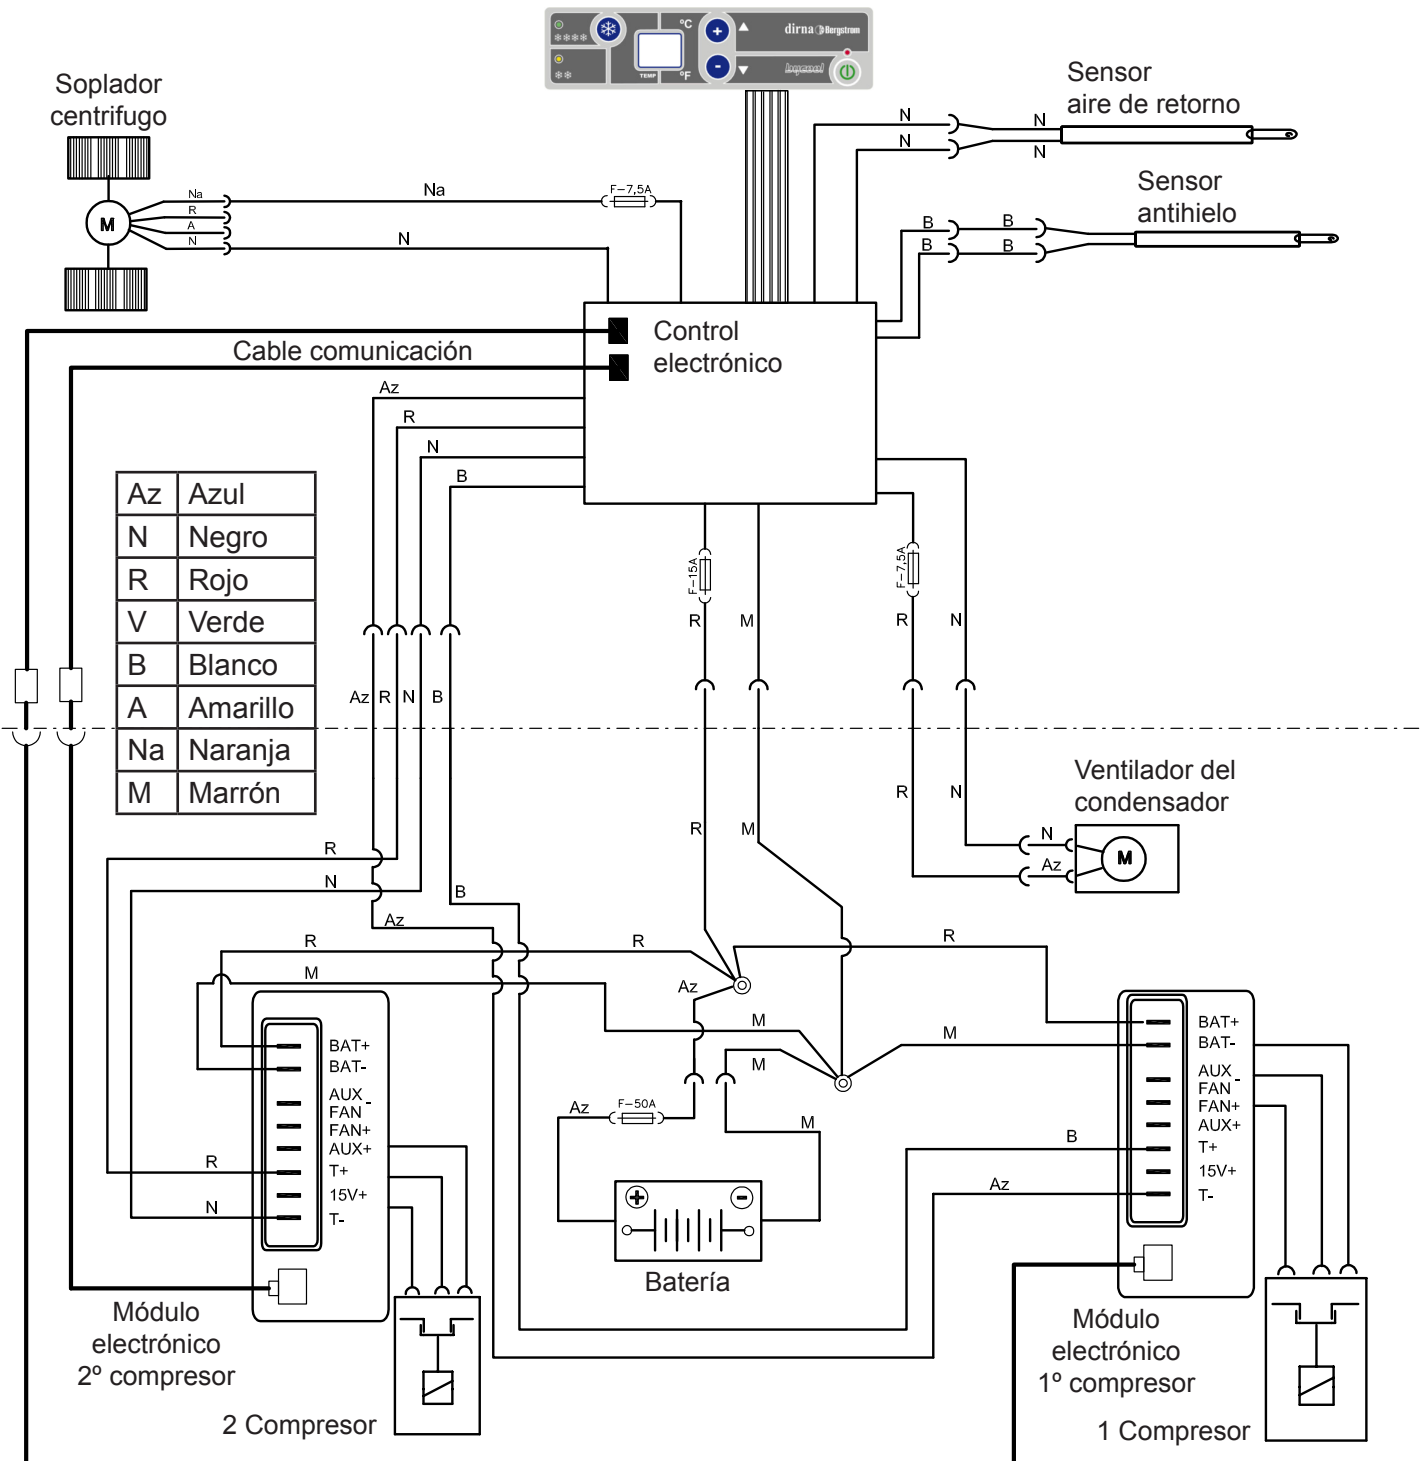 °C
dirna Bergstrom
TEMP
°F
bycool
Soplador
centrifugo
Sensor
aire de retorno
Sensor
antihielo
M
Na
R
A
N
Na
N
F-7,5A
N
N
N
N
B
B
B
B
Control
electrónico
Cable comunicación
Az
R
N
B
Az Azul
N Negro
R Rojo
V Verde
B Blanco
A Amarillo
Na Naranja
M Marrón
F-15A
F-7,5A
R
M
R
N
Az
R
N
B
R
M
R
N
Ventilador del
condensador
N
Az
M
R
N
B
Az
R
R
R
M
Az
M
M
M
Az
F-50A
M
B
Az
R
N
BAT+
BAT-
AUX
FAN -
FAN+
AUX+
T+
15V+
T-
BAT+
BAT-
AUX
FAN -
FAN+
AUX+
T+
15V+
T-
+
-
Batería
Módulo
electrónico
2º compresor
2 Compresor
Módulo
electrónico
1º compresor
1 Compresor